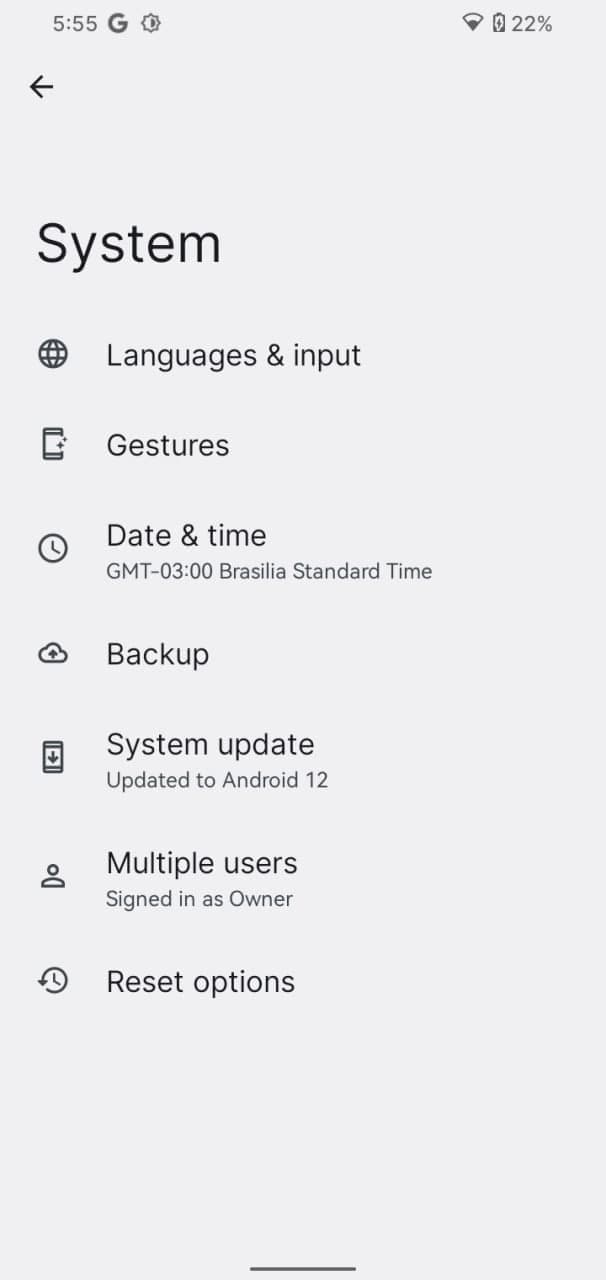 5:55 G 22%
System
Languages & input
Gestures
Date & time
GMT-03:00 Brasilia Standard Time
Backup
System update
Updated to Android 12
Multiple users
Signed in as Owner
Reset options